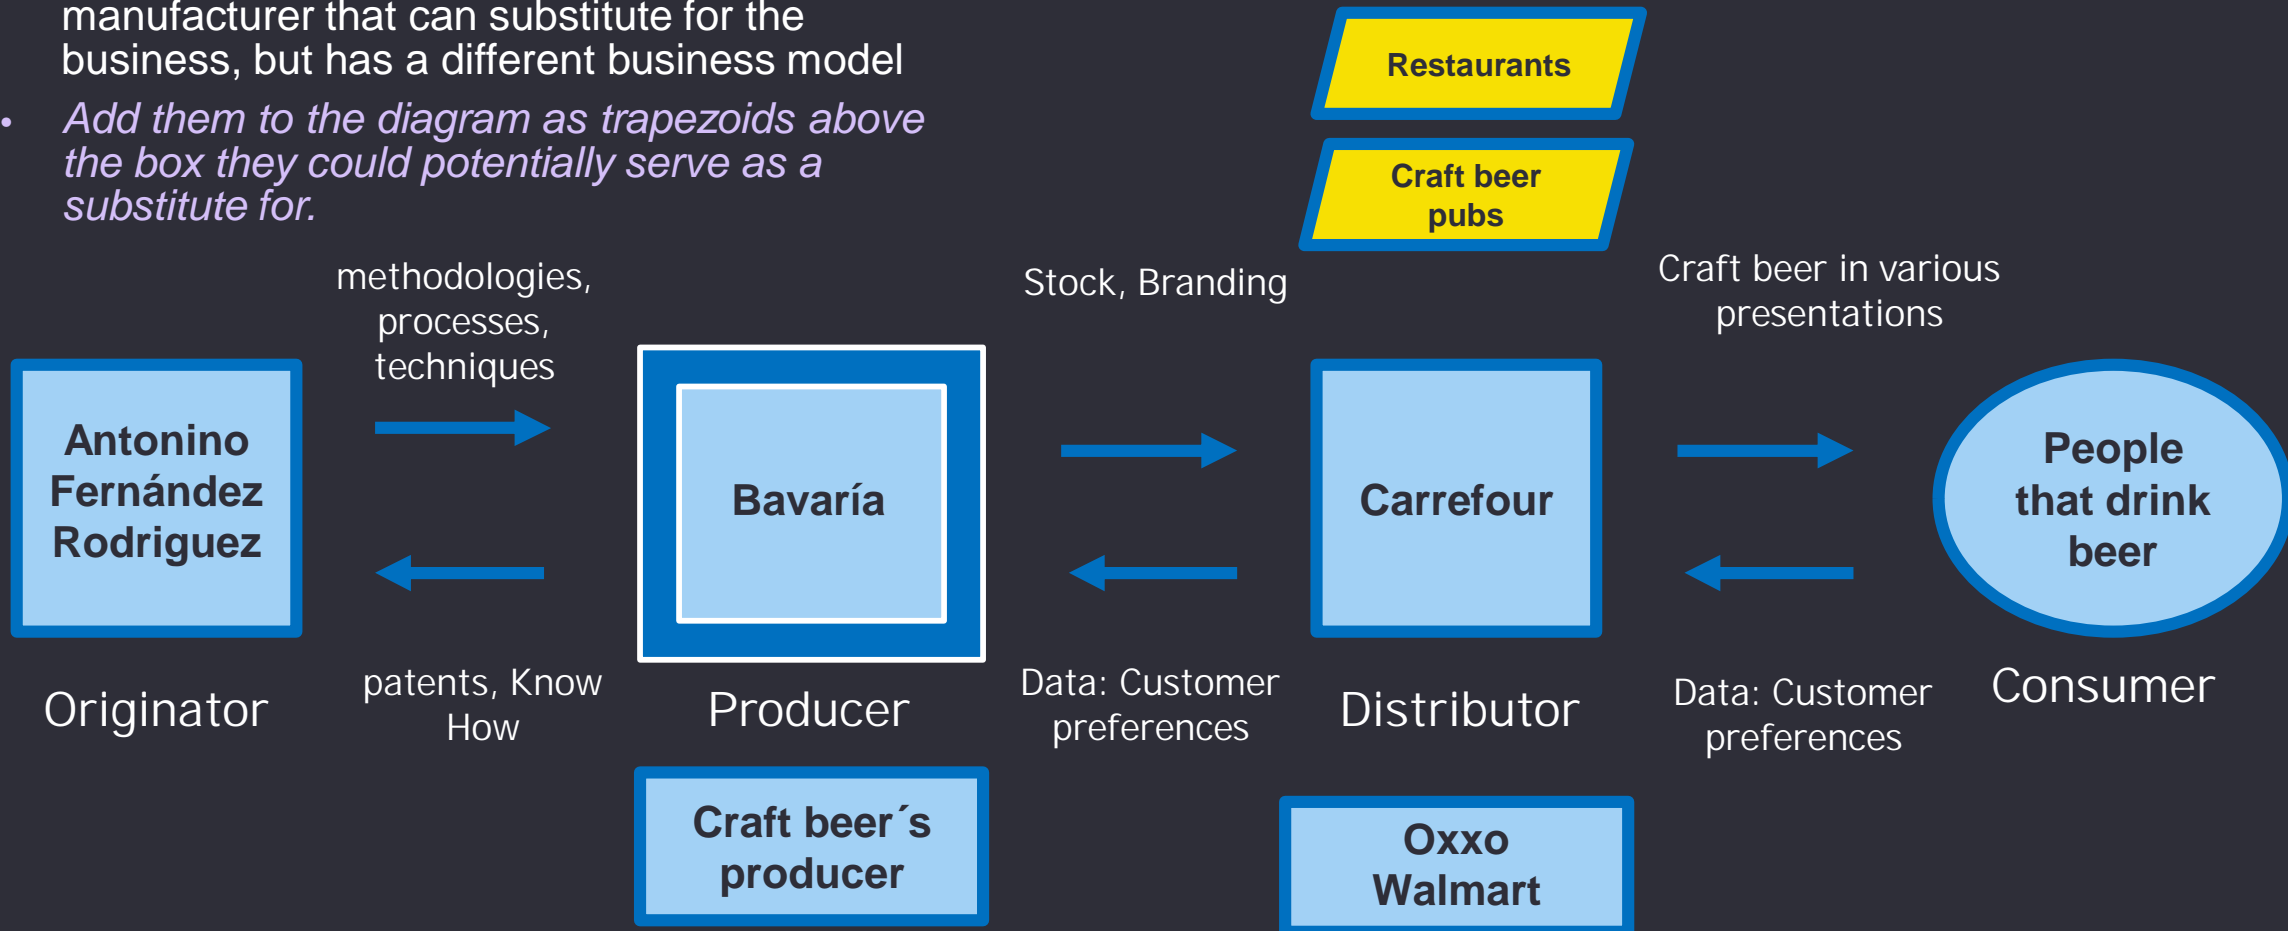 manufacturer that can substitute for the
business, but has a different business model
• Add them to the diagram as trapezoids above
the box they could potentially serve as a
substitute for.
Restaurants
Craft beer
pubs
methodologies,
processes,
techniques
Stock, Branding
Craft beer in various
presentations
Antonino
Fernández
Rodriguez
Bavaría
Carrefour
People
that drink
beer
Originator
patents, Know
How
Producer
Data: Customer
preferences
Distributor
Data: Customer
preferences
Consumer
Craft beer´s
producer
Oxxo
Walmart